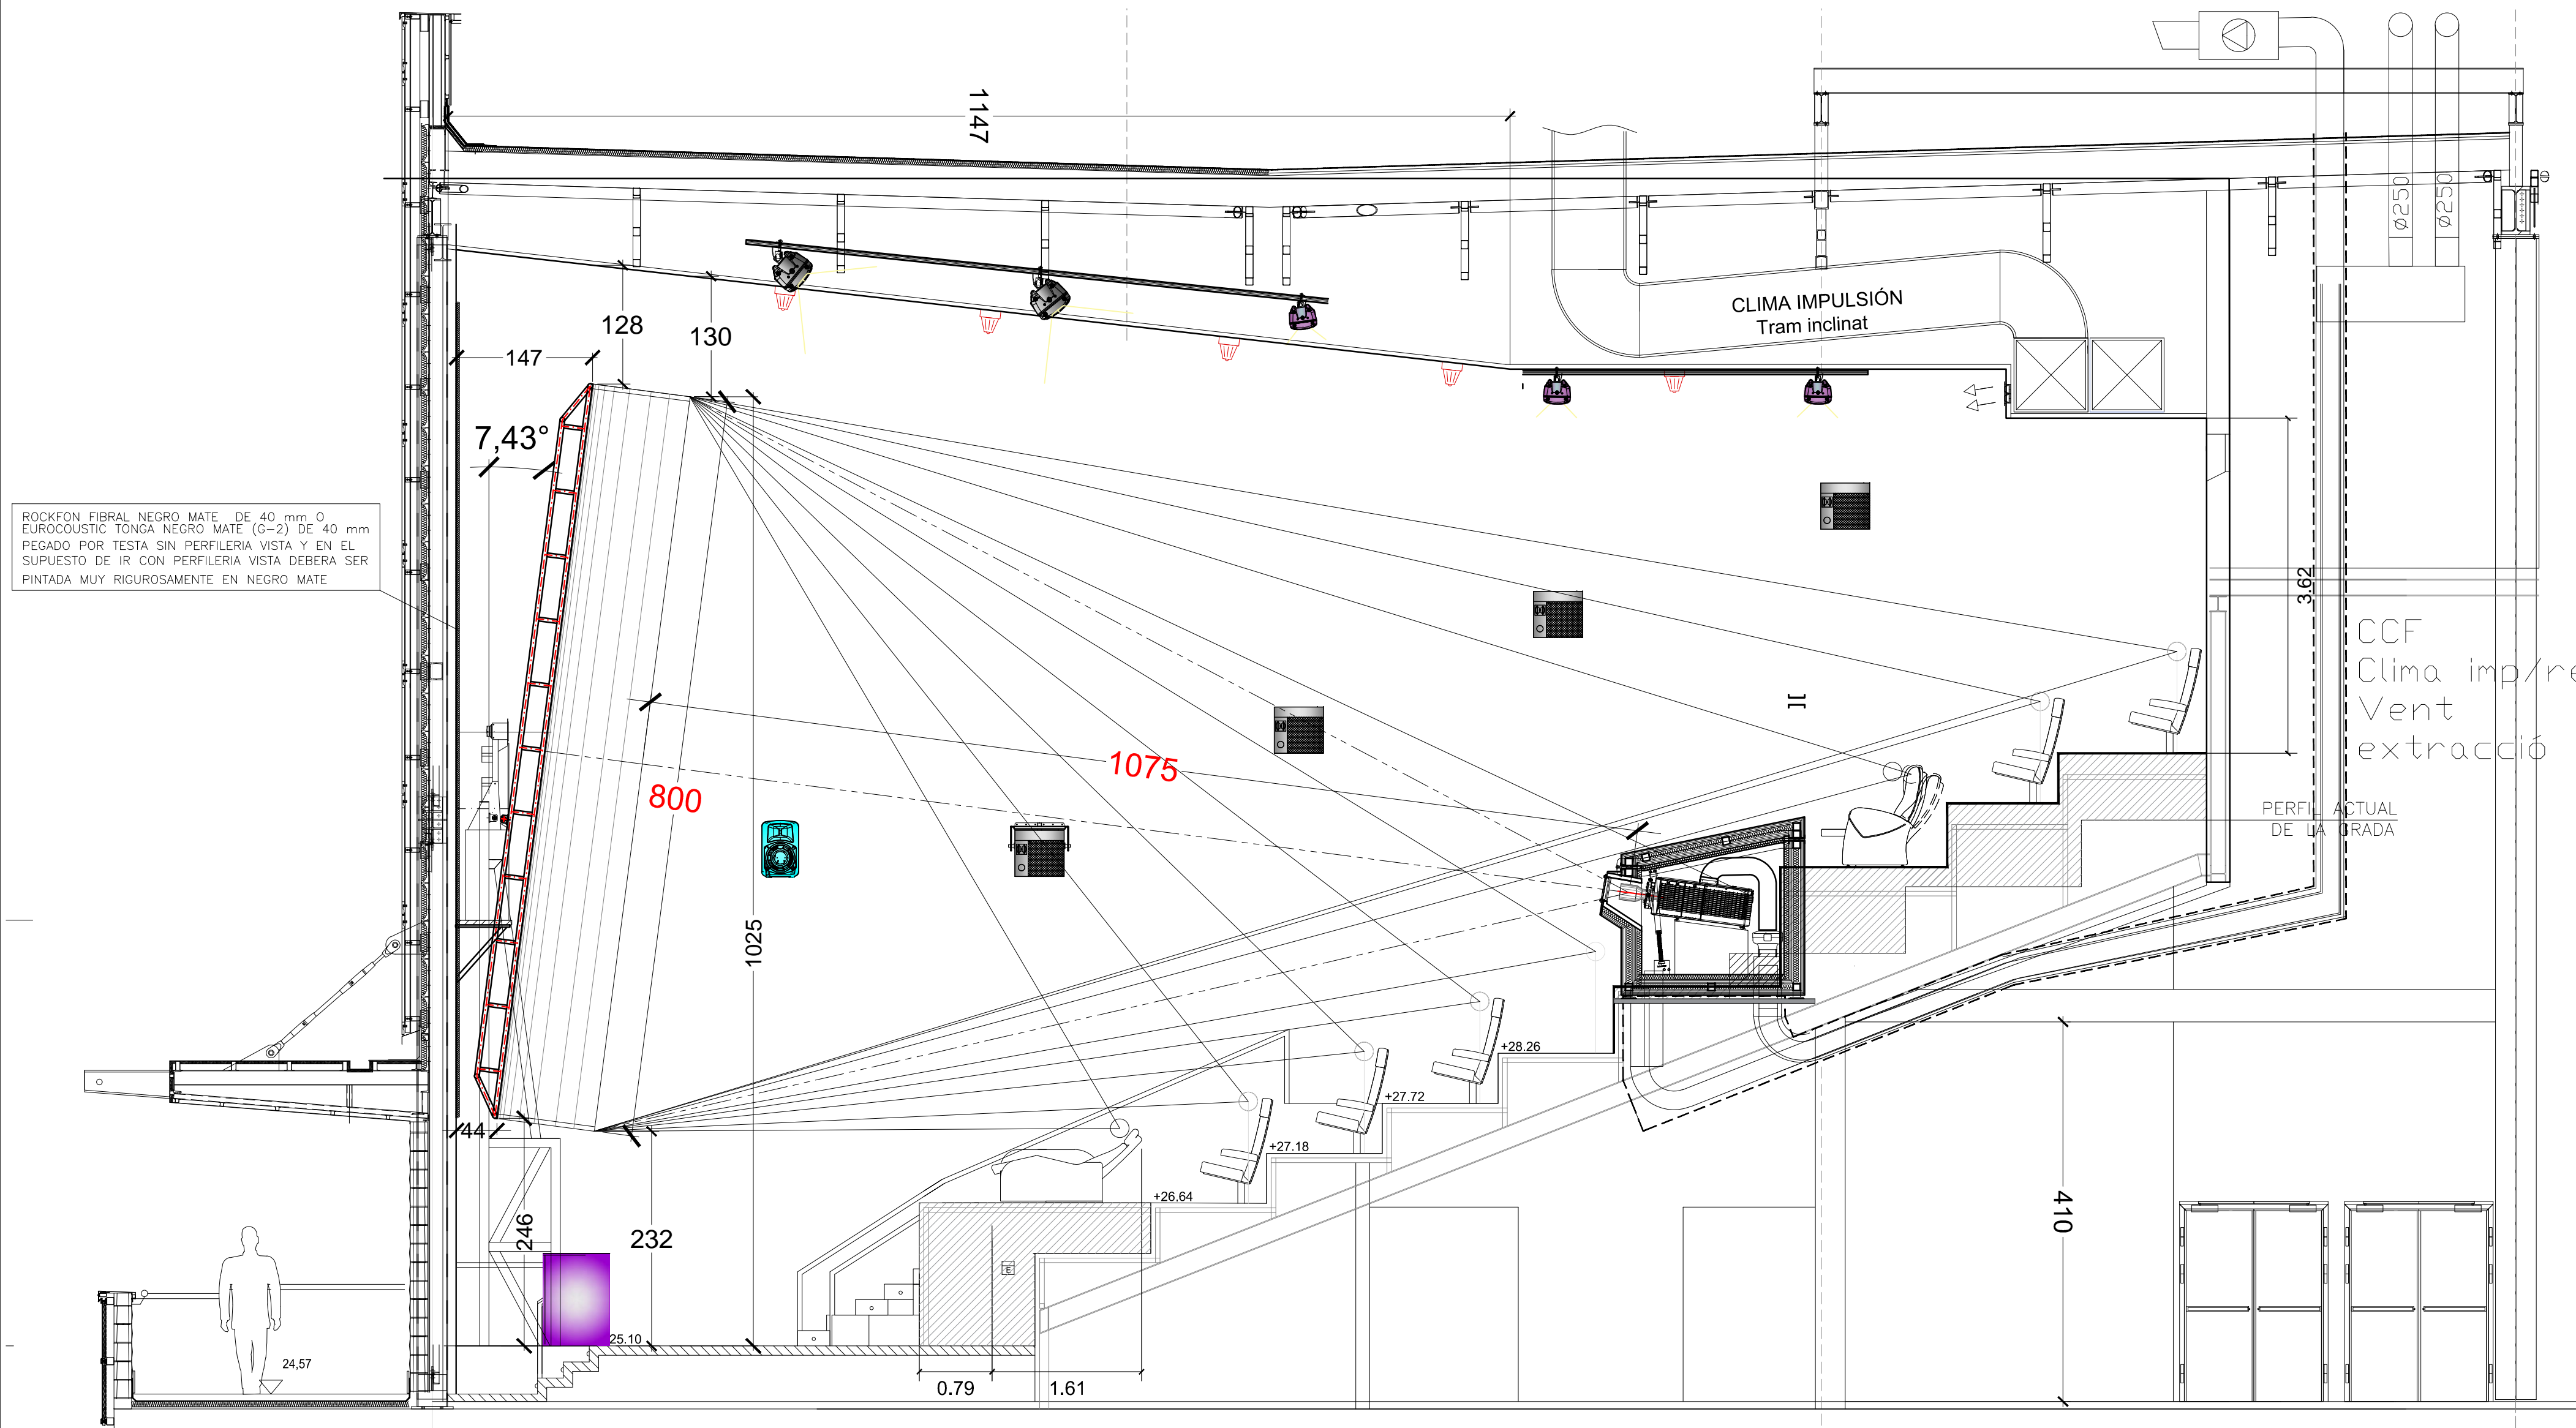 1147
ø250
ø250
CLIMA IMPULSIÓN
Tram inclinat
128
130
147
7,43°
ROCKFON FIBRAL NEGRO MATE DE 40 mm O
EUROCOUSTIC TONGA NEGRO MATE (G-2) DE 40 mm
PEGADO POR TESTA SIN PERFILERIA VISTA Y EN EL
SUPUESTO DE IR CON PERFILERIA VISTA DEBERA SER
PINTADA MUY RIGUROSAMENTE EN NEGRO MATE
3.62
CCF
Clima imp/re
Vent
extracció
1075
800
PERFIL ACTUAL
DE LA GRADA
1025
+28.26
+27.72
+27.18
+26.64
44
246
232
410
E
25.10
24,57
0.79
1.61